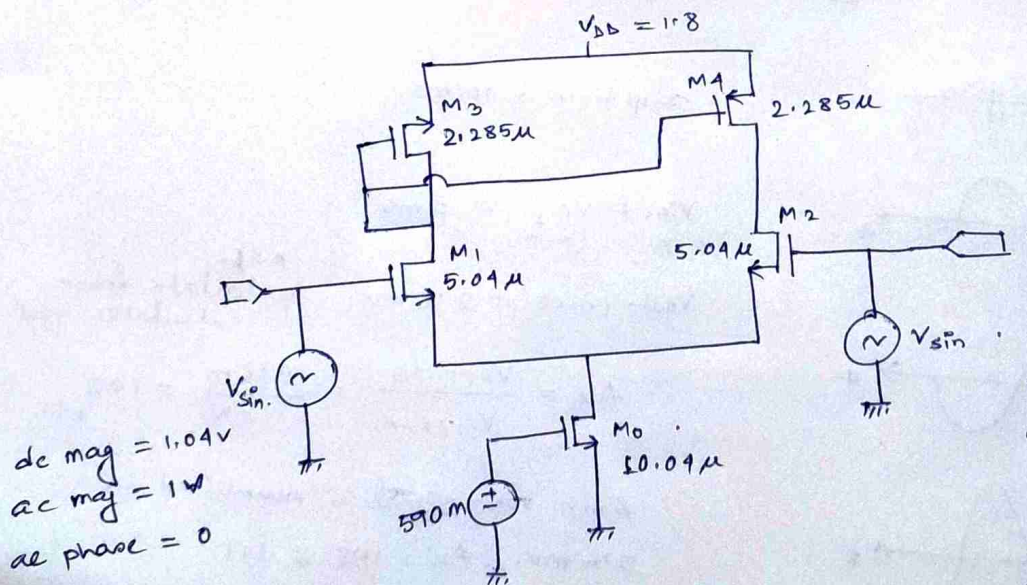 VDD = 1.8
M3
2.285μ
M4
2.285μ
M1
5.04μ
M2
5.04μ
Vsin.
Vsin
M0
10.04μ
590m
dc mag = 1.04v
ac maj = 1v
ac phase = 0